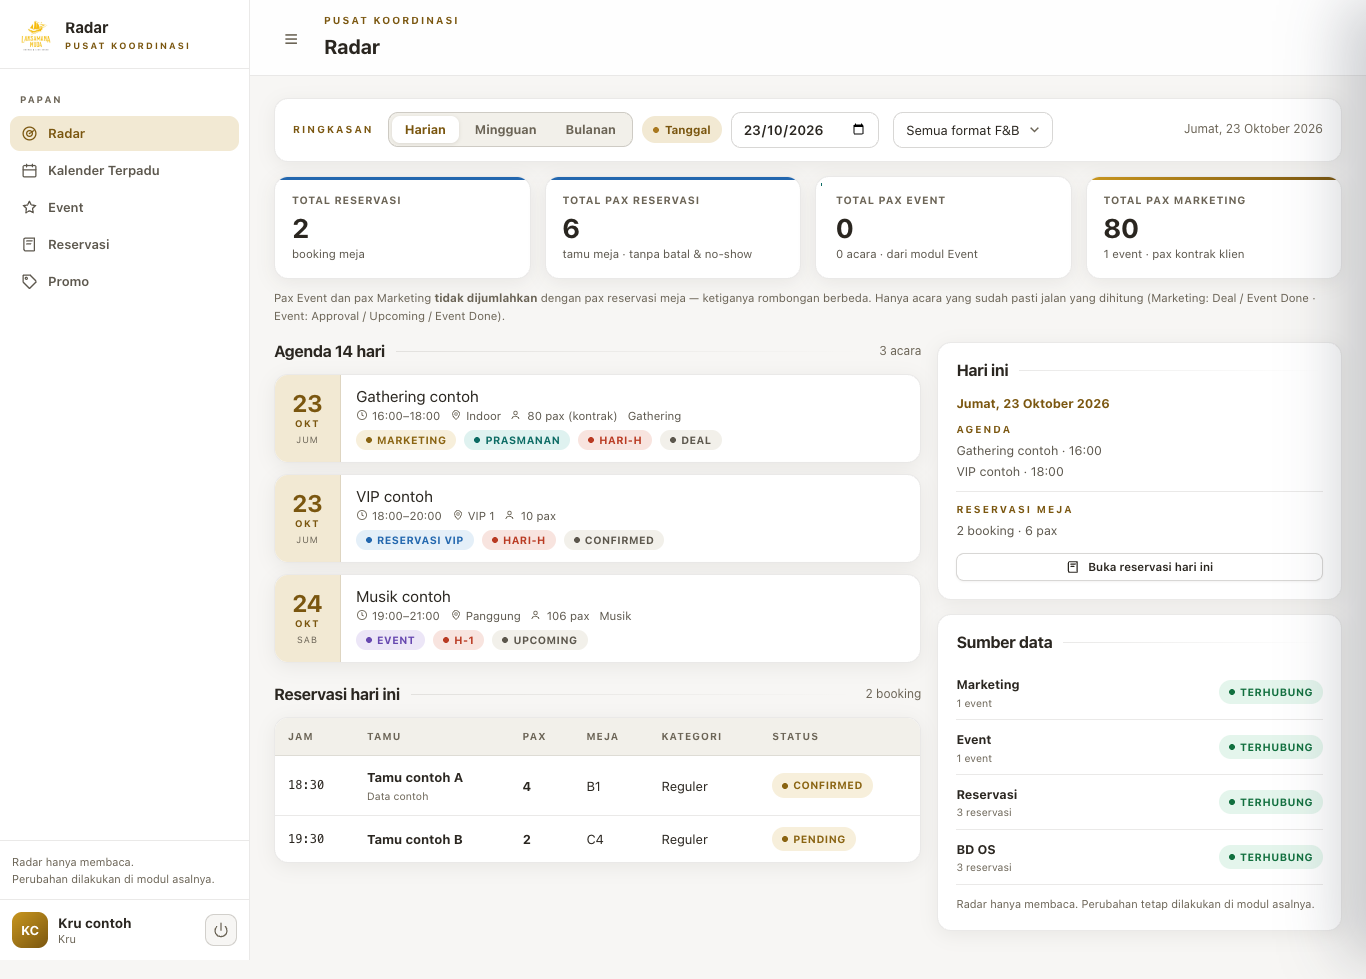 LAKSAMANA
MUDA
Radar
PUSAT KOORDINASI
PAPAN
Radar
Kalender Terpadu
Event
Reservasi
Promo
Radar hanya membaca.
Perubahan dilakukan di modul asalnya.
KC
Kru contoh
Kru
PUSAT KOORDINASI
Radar
RINGKASAN
Harian
Mingguan
Bulanan
Tanggal
23/10/2026
Semua format F&B
Jumat, 23 Oktober 2026
TOTAL RESERVASI
2
booking meja
TOTAL PAX RESERVASI
6
tamu meja · tanpa batal & no-show
TOTAL PAX EVENT
0
0 acara · dari modul Event
TOTAL PAX MARKETING
80
1 event · pax kontrak klien
Pax Event dan pax Marketing tidak dijumlahkan dengan pax reservasi meja — ketiganya rombongan berbeda. Hanya acara yang sudah pasti jalan yang dihitung (Marketing: Deal / Event Done ·
Event: Approval / Upcoming / Event Done).
Agenda 14 hari
3 acara
23
OKT
JUM
Gathering contoh
16:00–18:00 Indoor 80 pax (kontrak) Gathering
MARKETING PRASMANAN HARI-H DEAL
23
OKT
JUM
VIP contoh
18:00–20:00 VIP 1 10 pax
RESERVASI VIP HARI-H CONFIRMED
24
OKT
SAB
Musik contoh
19:00–21:00 Panggung 106 pax Musik
EVENT H-1 UPCOMING
Reservasi hari ini
2 booking
JAM TAMU PAX MEJA KATEGORI STATUS
18:30 Tamu contoh A 4 B1 Reguler CONFIRMED
Data contoh
19:30 Tamu contoh B 2 C4 Reguler PENDING
Hari ini
Jumat, 23 Oktober 2026
AGENDA
Gathering contoh · 16:00
VIP contoh · 18:00
RESERVASI MEJA
2 booking · 6 pax
Buka reservasi hari ini
Sumber data
Marketing
1 event
TERHUBUNG
Event
1 event
TERHUBUNG
Reservasi
3 reservasi
TERHUBUNG
BD OS
3 reservasi
TERHUBUNG
Radar hanya membaca. Perubahan tetap dilakukan di modul asalnya.